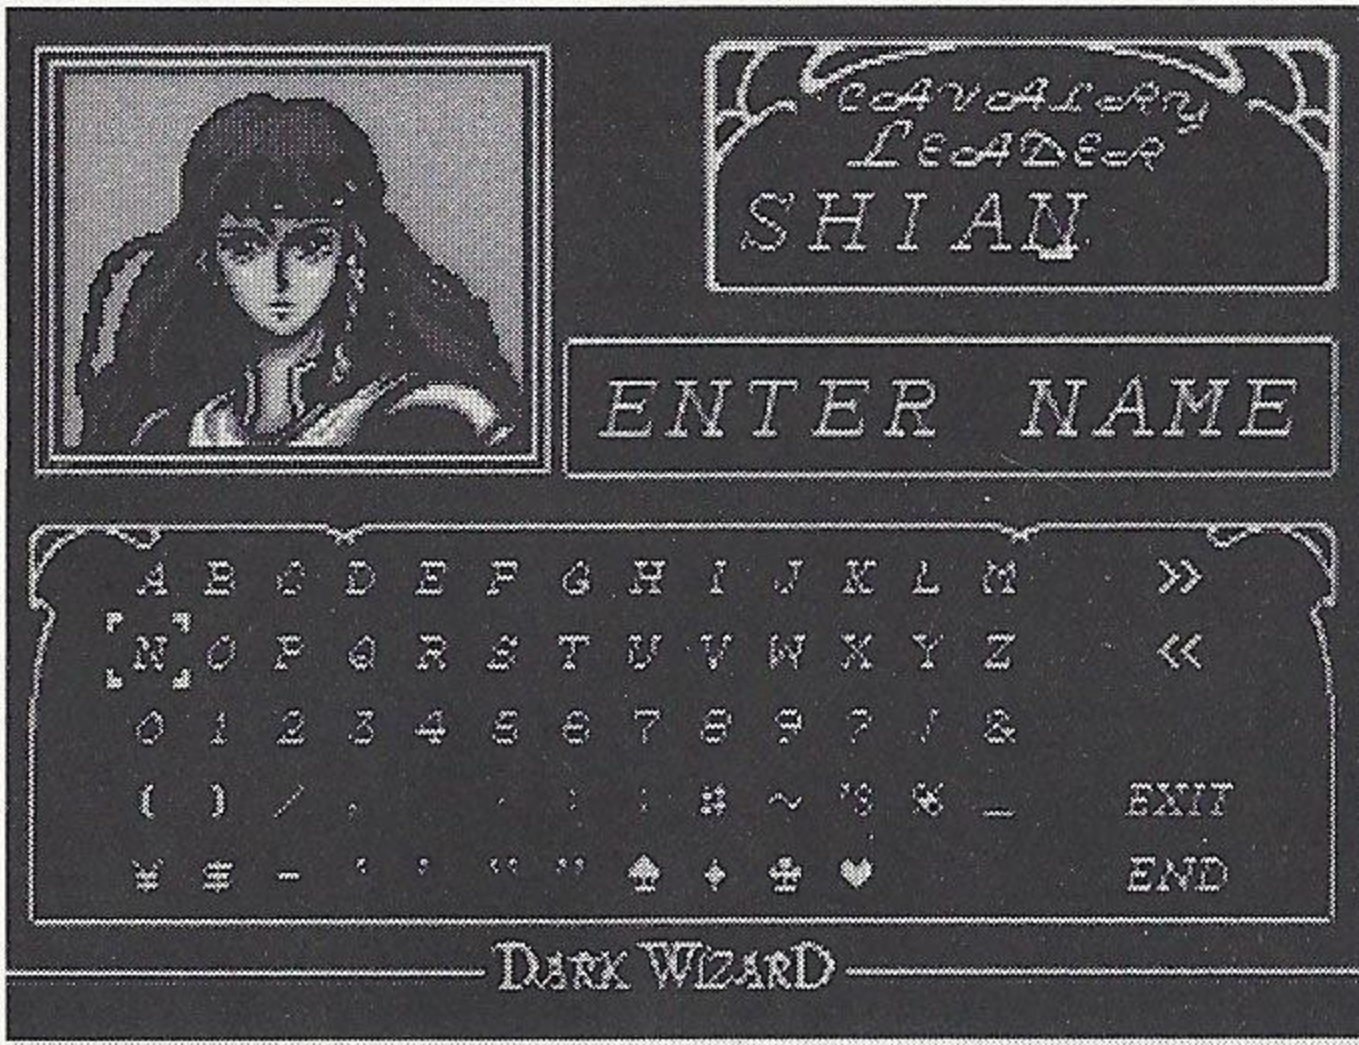 CAVALRY
LEADER
SHIAN
ENTER NAME
A B C D E F G H I J K L M >>
N O P Q R S T U V W X Y Z <<
0 1 2 3 4 5 6 7 8 9 ? ! &
( ) / , . : ; ~ % _ EXIT
¥ - ‘ ’ “ ” ♠ ♦ ♣ ♥ END
DARK WIZARD